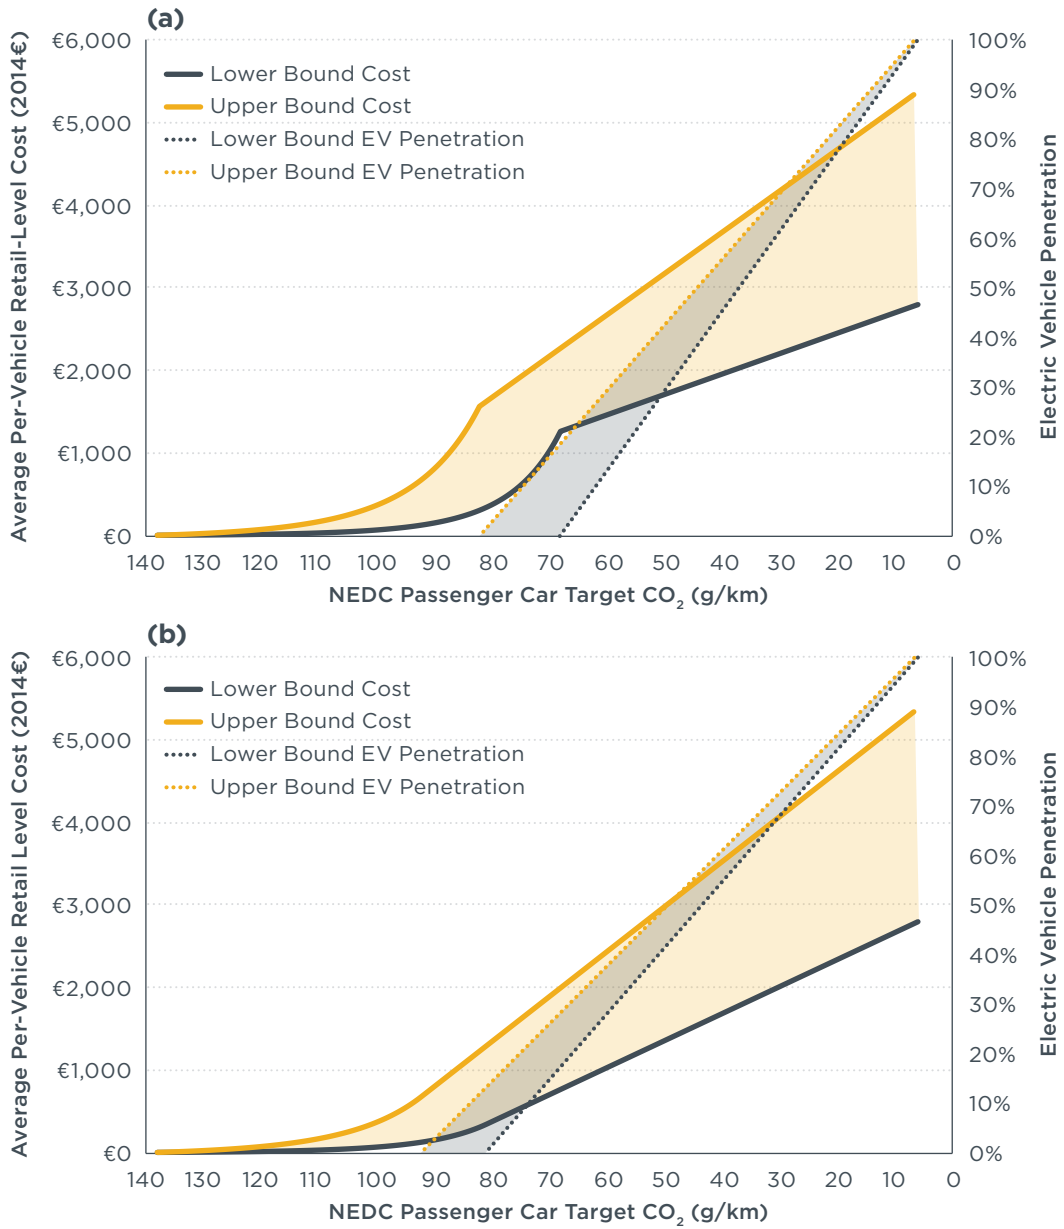 (a)
Average Per-Vehicle Retail-Level Cost (2014€)
€6,000
€5,000
€4,000
€3,000
€2,000
€1,000
€0
Lower Bound Cost
Upper Bound Cost
Lower Bound EV Penetration
Upper Bound EV Penetration
100%
90%
80%
70%
60%
50%
40%
30%
20%
10%
0%
Electric Vehicle Penetration
140 130 120 110 100 90 80 70 60 50 40 30 20 10 0
NEDC Passenger Car Target CO₂ (g/km)
(b)
Average Per-Vehicle Retail Level Cost (2014€)
€6,000
€5,000
€4,000
€3,000
€2,000
€1,000
€0
Lower Bound Cost
Upper Bound Cost
Lower Bound EV Penetration
Upper Bound EV Penetration
100%
90%
80%
70%
60%
50%
40%
30%
20%
10%
0%
Electric Vehicle Penetration
140 130 120 110 100 90 80 70 60 50 40 30 20 10 0
NEDC Passenger Car Target CO₂ (g/km)